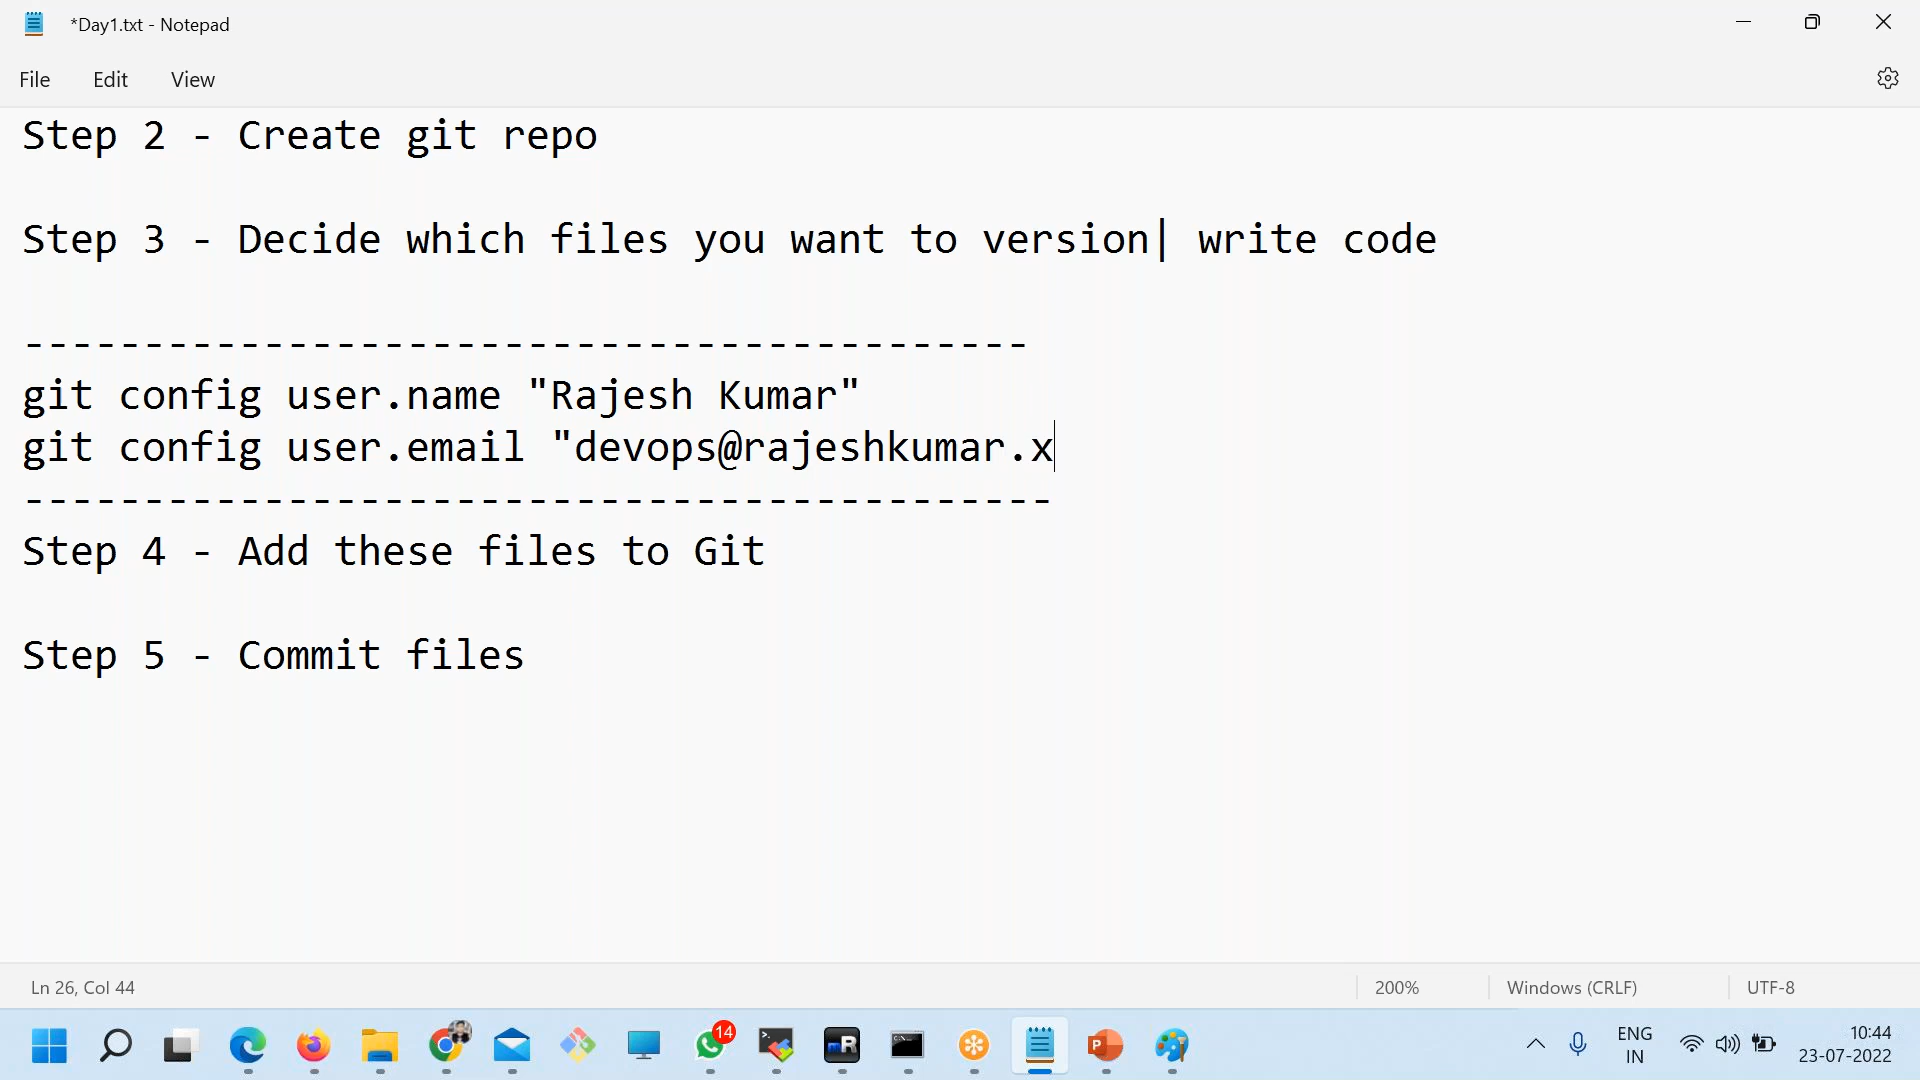 *Day1.txt - Notepad
File Edit View
Step 2 - Create git repo
Step 3 - Decide which files you want to version| write code
------------------------------------------
git config user.name "Rajesh Kumar"
git config user.email "devops@rajeshkumar.x
-------------------------------------------
Step 4 - Add these files to Git
Step 5 - Commit files
Ln 26, Col 44 200% Windows (CRLF) UTF-8
14
ENG
IN
10:44
23-07-2022